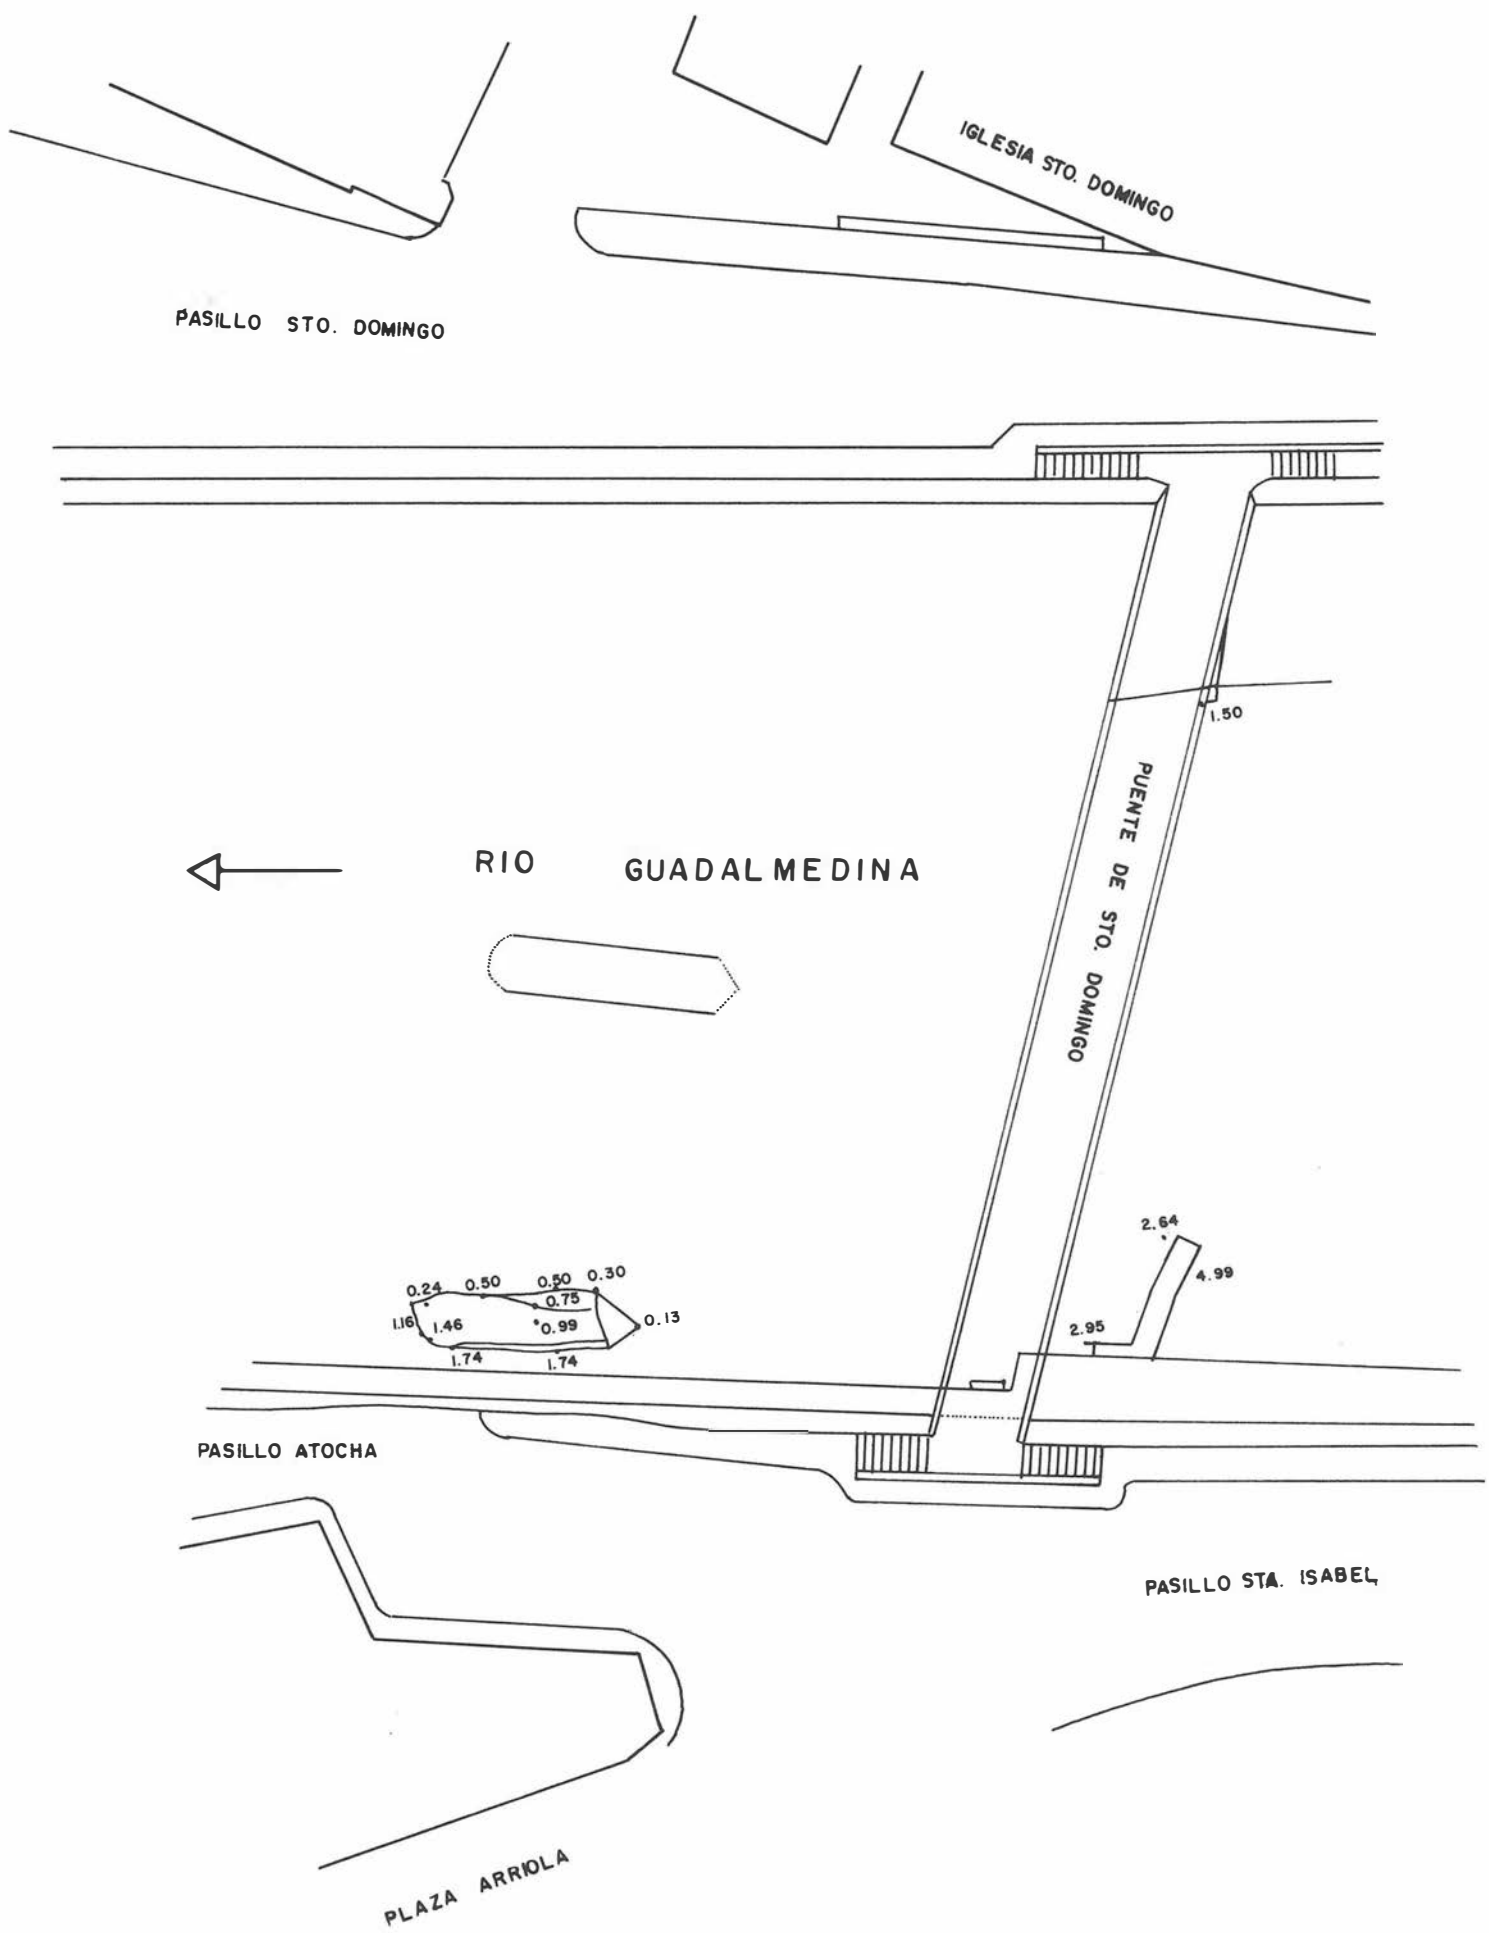 IGLESIA STO. DOMINGO
PASILLO STO. DOMINGO
1.50
PUENTE DE STO. DOMINGO
RIO GUADALMEDINA
2.64
4.99
2.95
0.24 0.50 0.50 0.30
0.75
1.16 1.46 0.99 0.13
1.74 1.74
PASILLO ATOCHA
PASILLO STA. ISABEL
PLAZA ARRIOLA